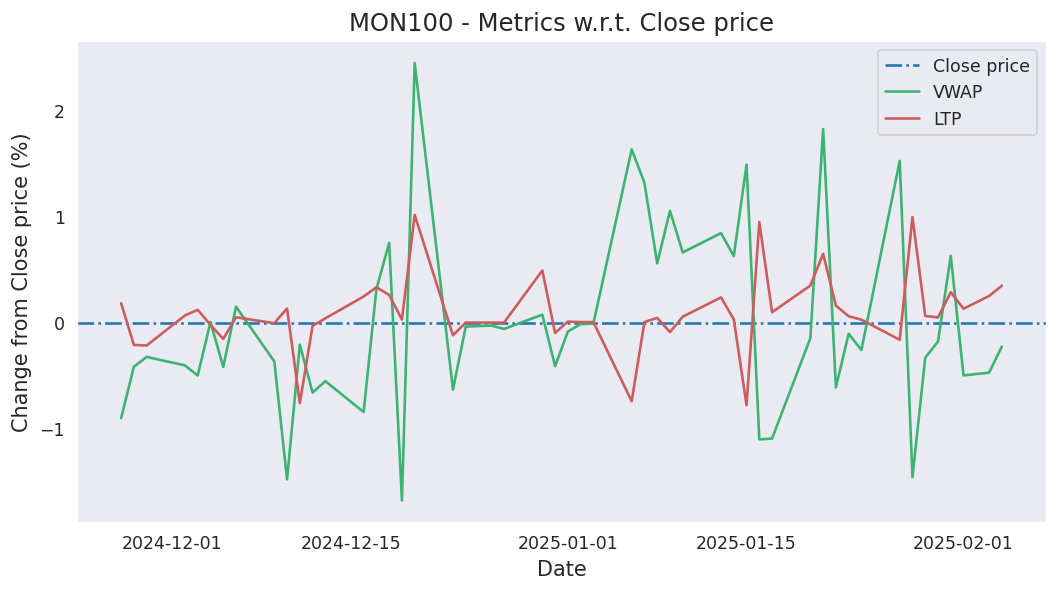 MON100 - Metrics w.r.t. Close price
Close price
VWAP
LTP
Change from Close price (%)
2
1
0
−1
2024-12-01
2024-12-15
2025-01-01
2025-01-15
2025-02-01
Date